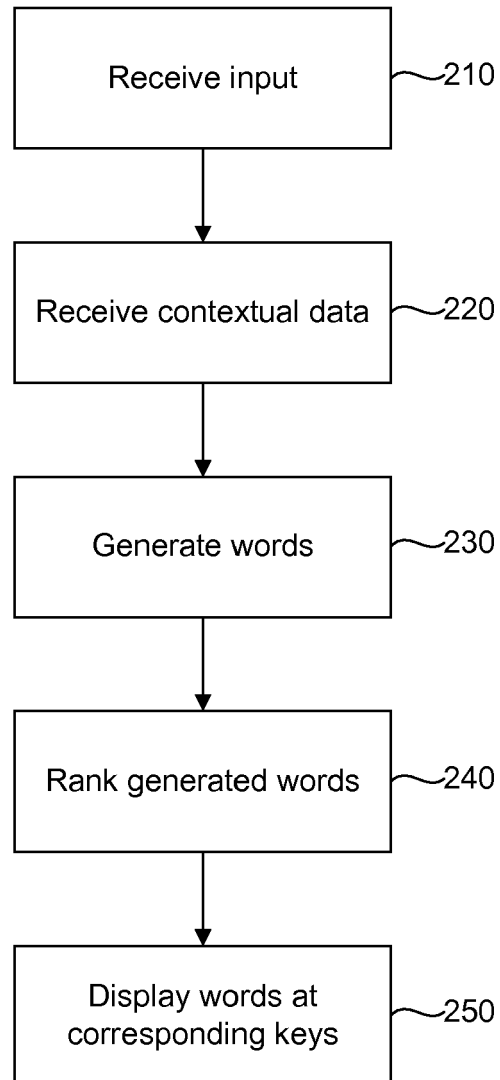 Receive input
210
Receive contextual data
220
Generate words
230
Rank generated words
240
Display words at
corresponding keys
250